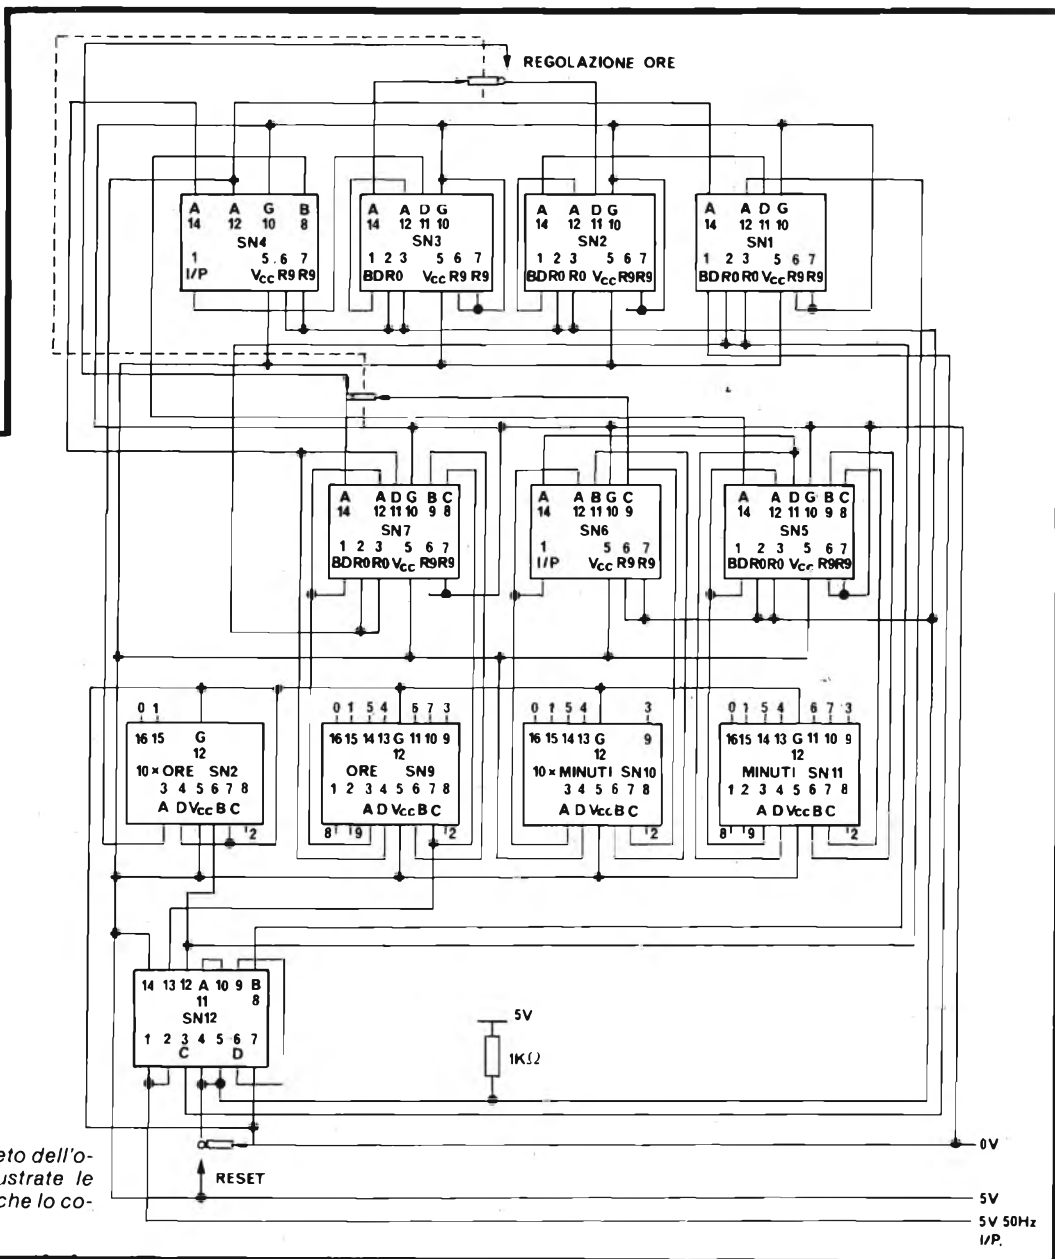 REGOLAZIONE ORE
A A G B
14 12 10 8
SN4
1 5 6 7
I/P Vcc R9 R9
A A D G
14 12 11 10
SN3
1 2 3 5 6 7
BD R0 Vcc R9 R9
A A D G
14 12 11 10
SN2
1 2 3 5 6 7
BD R0 R0 Vcc R9 R9
A A D G
14 12 11 10
SN1
1 2 3 5 6 7
BD R0 R0 Vcc R9 R9
A A D G B C
14 12 11 10 9 8
SN7
1 2 3 5 6 7
BD R0 R0 Vcc R9 R9
A A B G C
14 12 11 10 9
SN6
1 5 6 7
I/P Vcc R9 R9
A A D G B C
14 12 11 10 9 8
SN5
1 2 3 5 6 7
BD R0 R0 Vcc R9 R9
0 1
16 15 G
12
10 × ORE SN2
3 4 5 6 7 8
A D Vcc B C
2
0 1 5 4 6 7 3
16 15 14 13 G 11 10 9
12
ORE SN9
1 2 3 4 5 6 7 8
A D Vcc B C
8 9 2
0 1 5 4 3
16 15 14 13 G 9
12
10 × MINUTI SN10
3 4 5 6 7 8
A D Vcc B C
2
0 1 5 4 6 7 3
16 15 14 13 G 11 10 9
12
MINUTI SN11
1 2 3 4 5 6 7 8
A D Vcc B C
8 9 2
14 13 12 A 10 9 B
11 8
SN12
1 2 3 4 5 6 7
C D
5V
1KΩ
0V
RESET
5V
5V 50Hz
I/P.
eto dell'o-
ustrate le
che lo co-